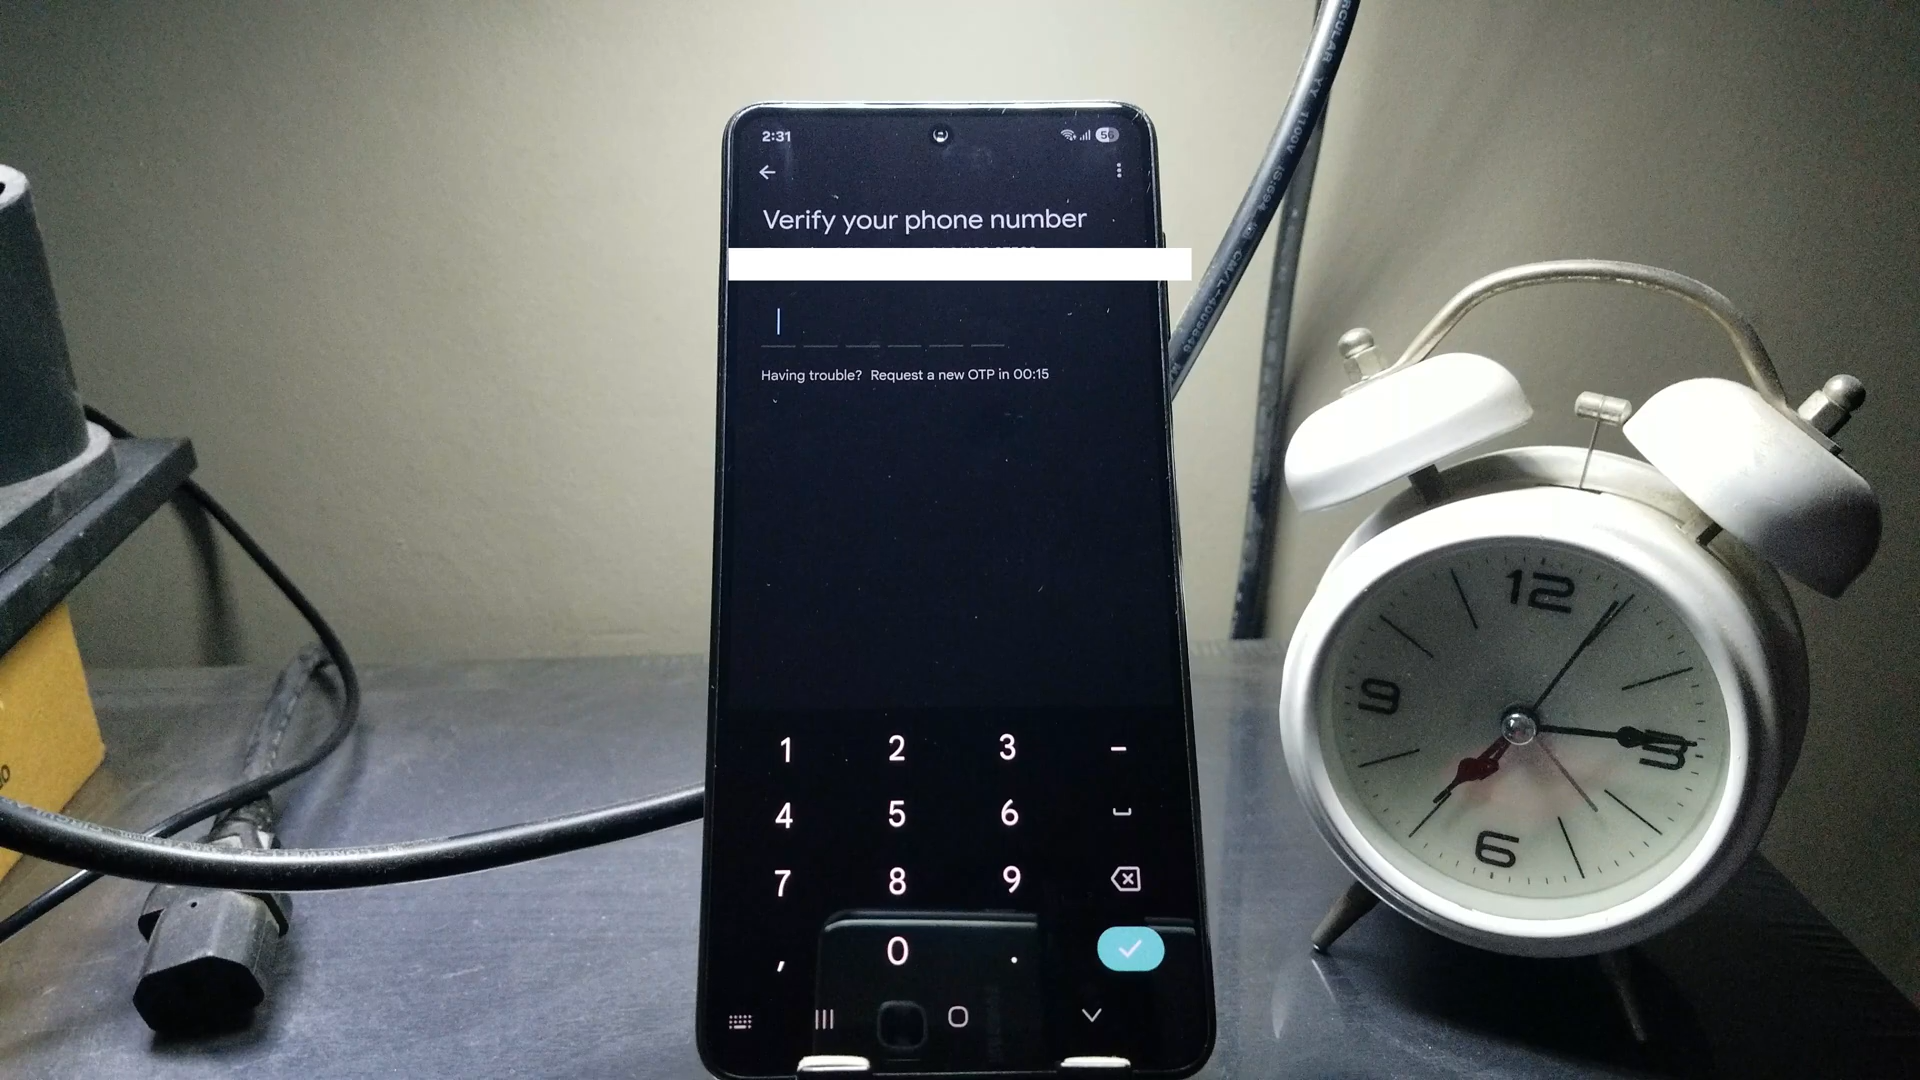 2:31
56
Verify your phone number
Having trouble? Request a new OTP in 00:15
1 2 3 -
4 5 6
7 8 9
, 0 .
12
9
3
6